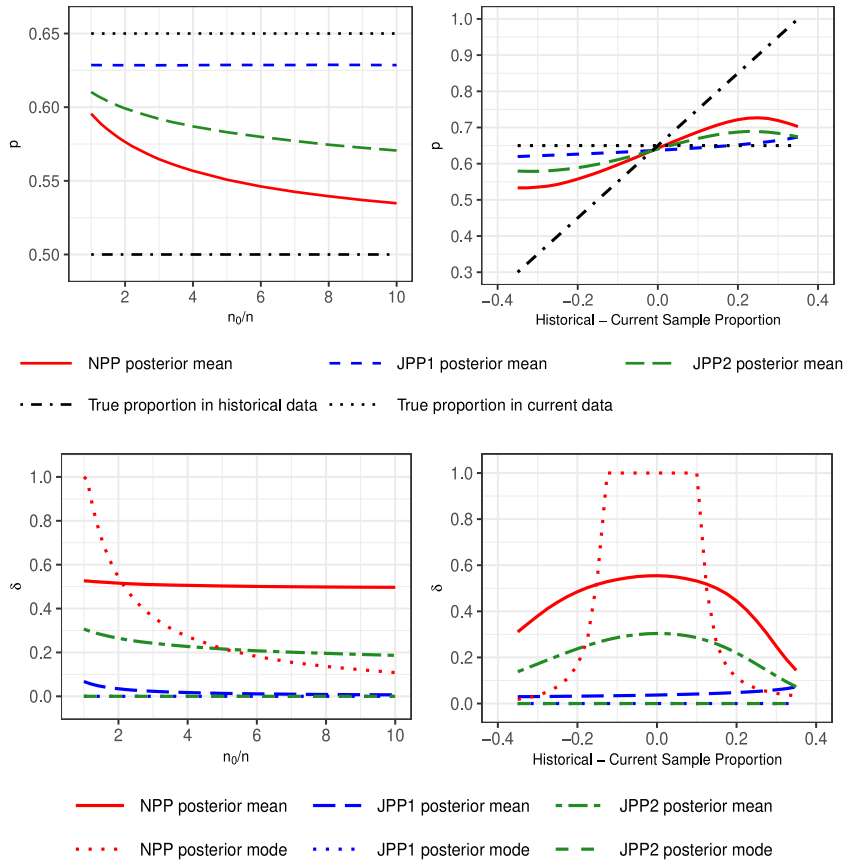 0.65
0.60
0.55
0.50
p
2
4
6
8
10
n0/n
1.0
0.9
0.8
0.7
0.6
0.5
0.4
0.3
p
−0.4
−0.2
0.0
0.2
0.4
Historical − Current Sample Proportion
NPP posterior mean
JPP1 posterior mean
JPP2 posterior mean
True proportion in historical data
True proportion in current data
1.0
0.8
0.6
0.4
0.2
0.0
δ
2
4
6
8
10
n0/n
1.0
0.8
0.6
0.4
0.2
0.0
δ
−0.4
−0.2
0.0
0.2
0.4
Historical − Current Sample Proportion
NPP posterior mean
JPP1 posterior mean
JPP2 posterior mean
NPP posterior mode
JPP1 posterior mode
JPP2 posterior mode